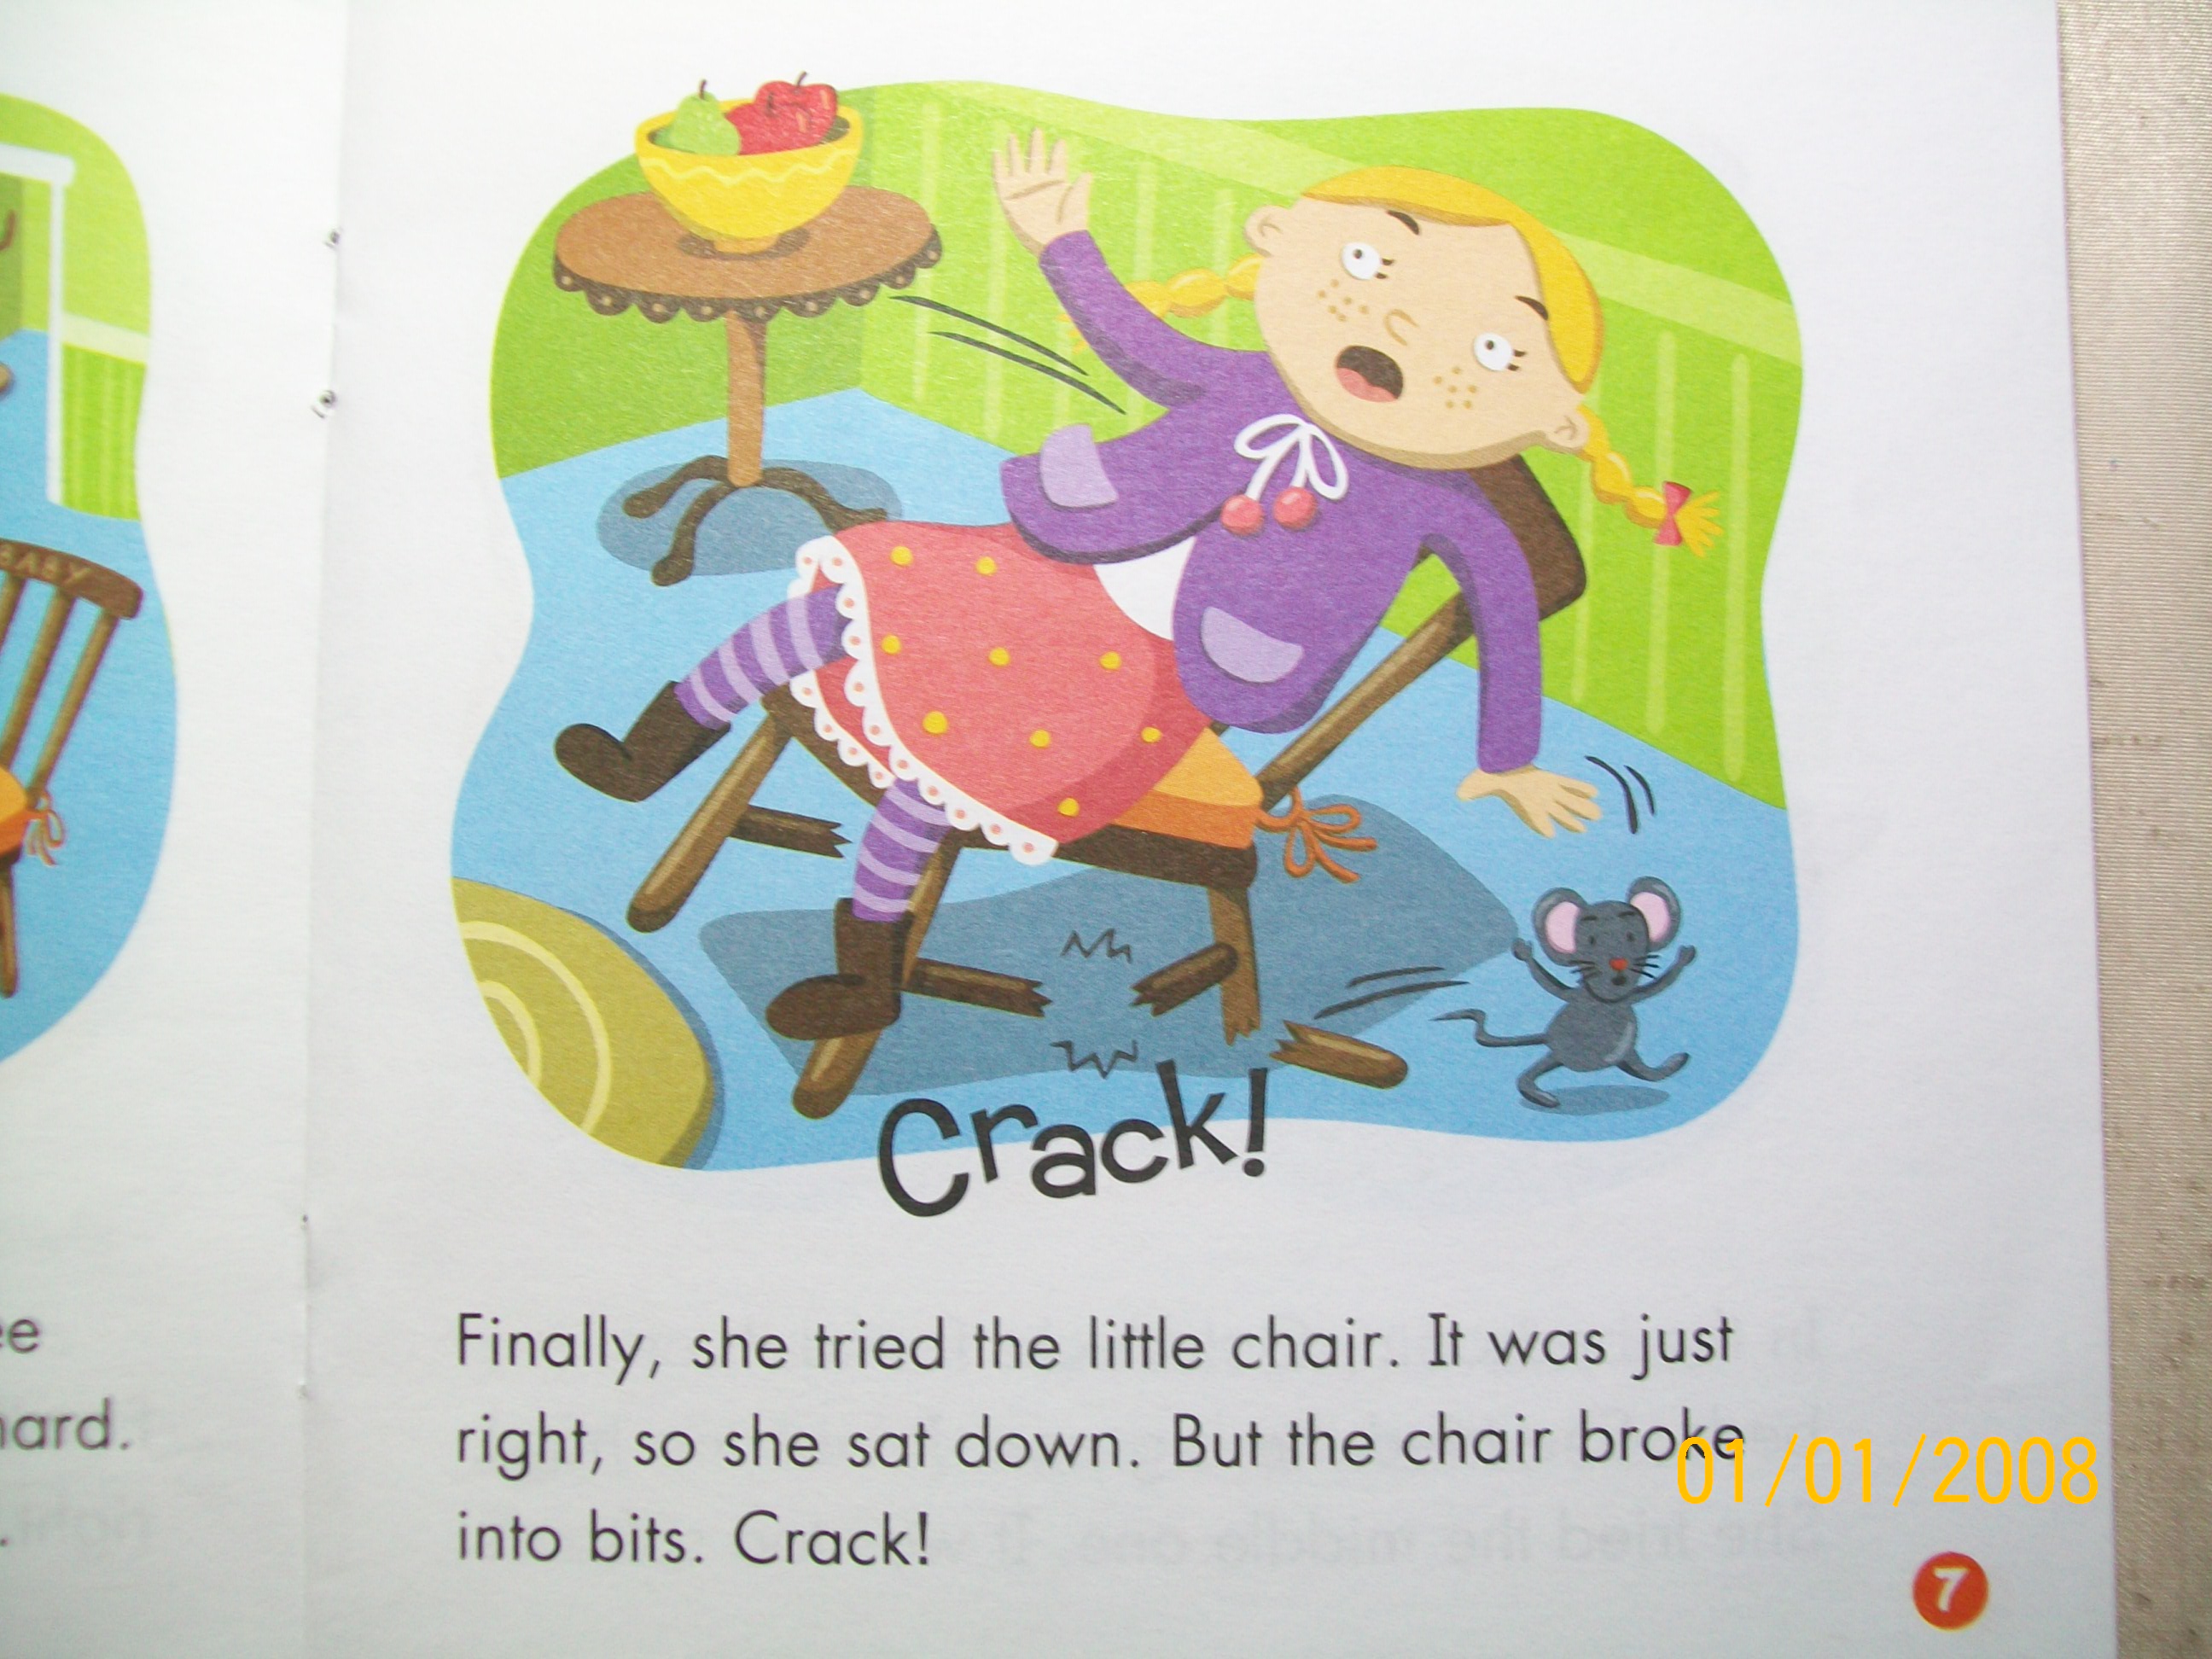 BABY
hard.
Crack!
Finally, she tried the little chair. It was just
right, so she sat down. But the chair broke
into bits. Crack!
01/01/2008
7